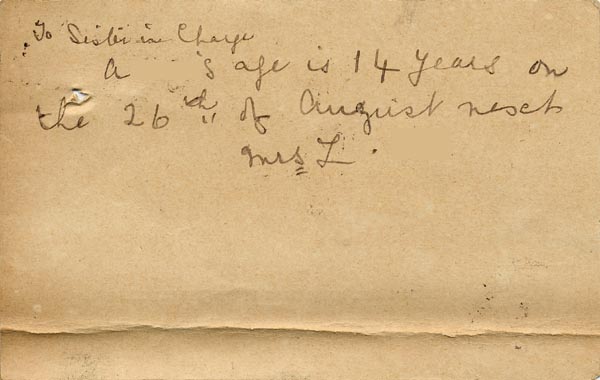 To Sister in Charge
A 's age is 14 years on
the 26th of August next
Mrs L.